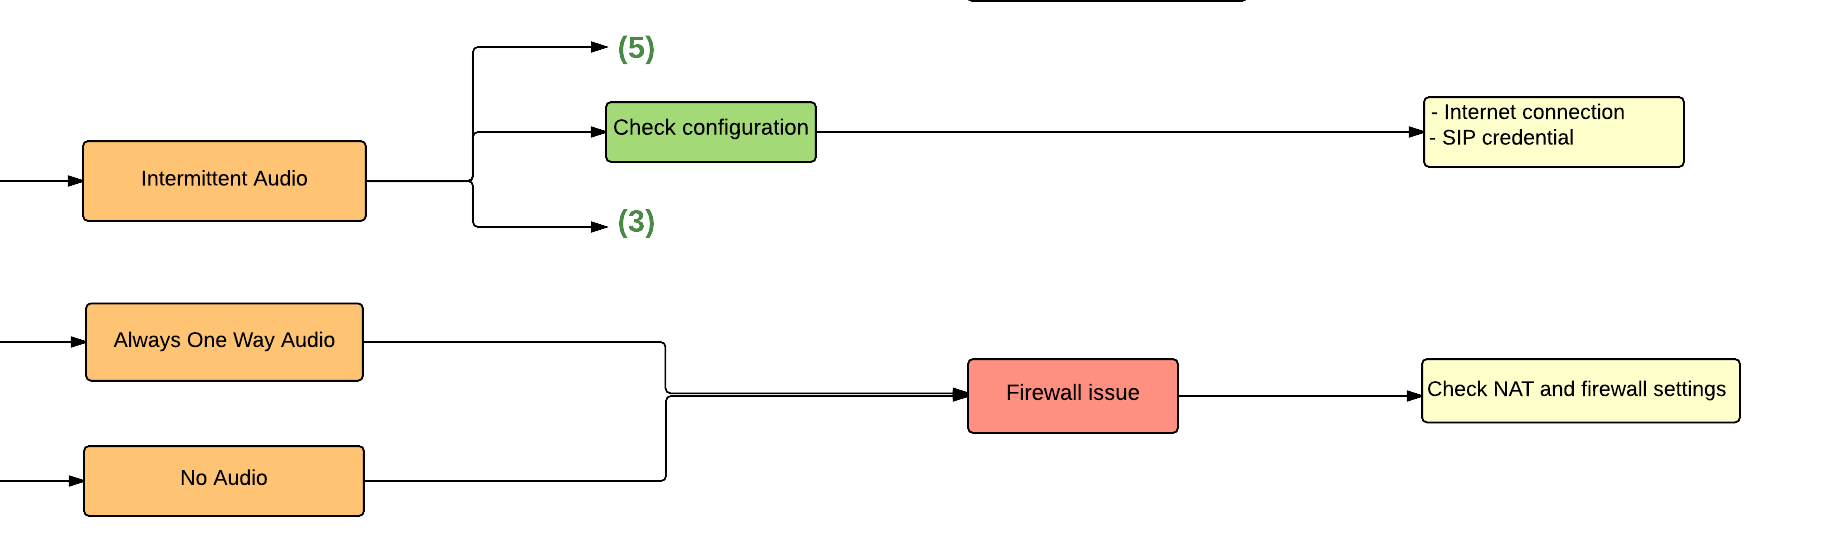 (5)
Check configuration
- Internet connection
- SIP credential
Intermittent Audio
(3)
Always One Way Audio
Firewall issue
Check NAT and firewall settings
No Audio